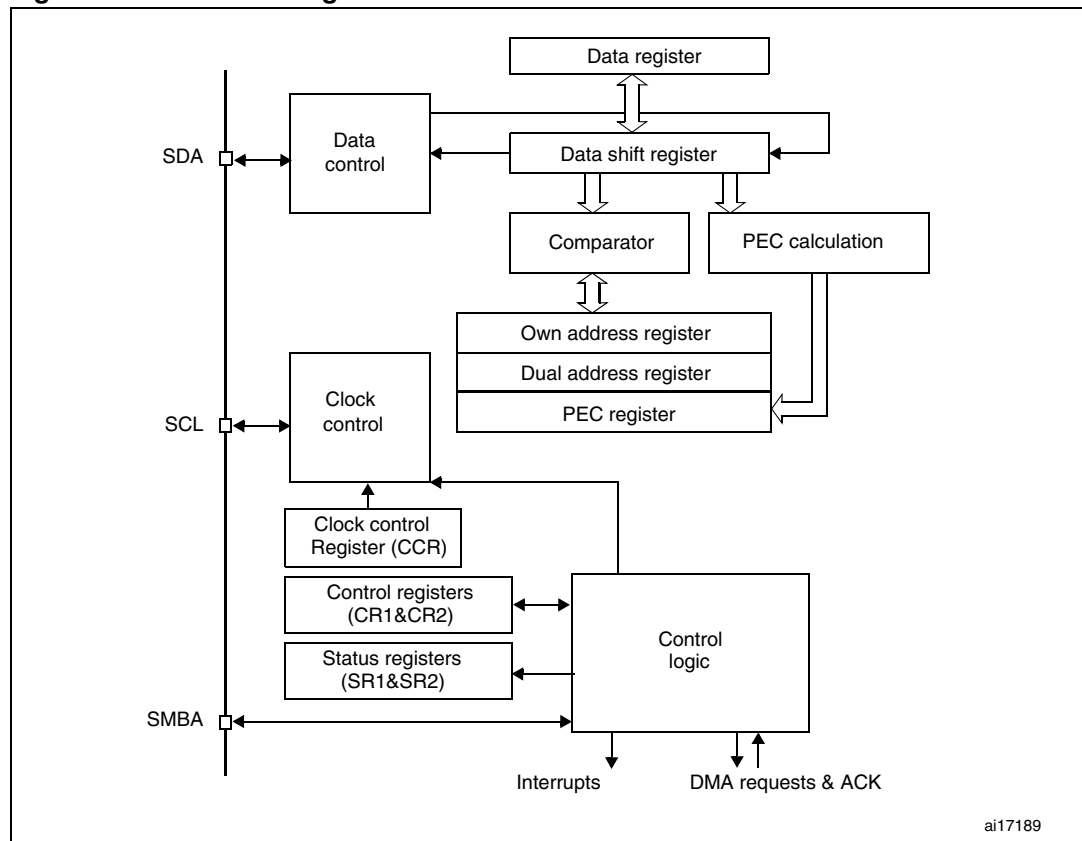 Data register
Data
control
SDA
Data shift register
Comparator
PEC calculation
Own address register
Dual address register
PEC register
Clock
control
SCL
Clock control
Register (CCR)
Control registers
(CR1&CR2)
Status registers
(SR1&SR2)
Control
logic
SMBA
Interrupts
DMA requests & ACK
ai17189